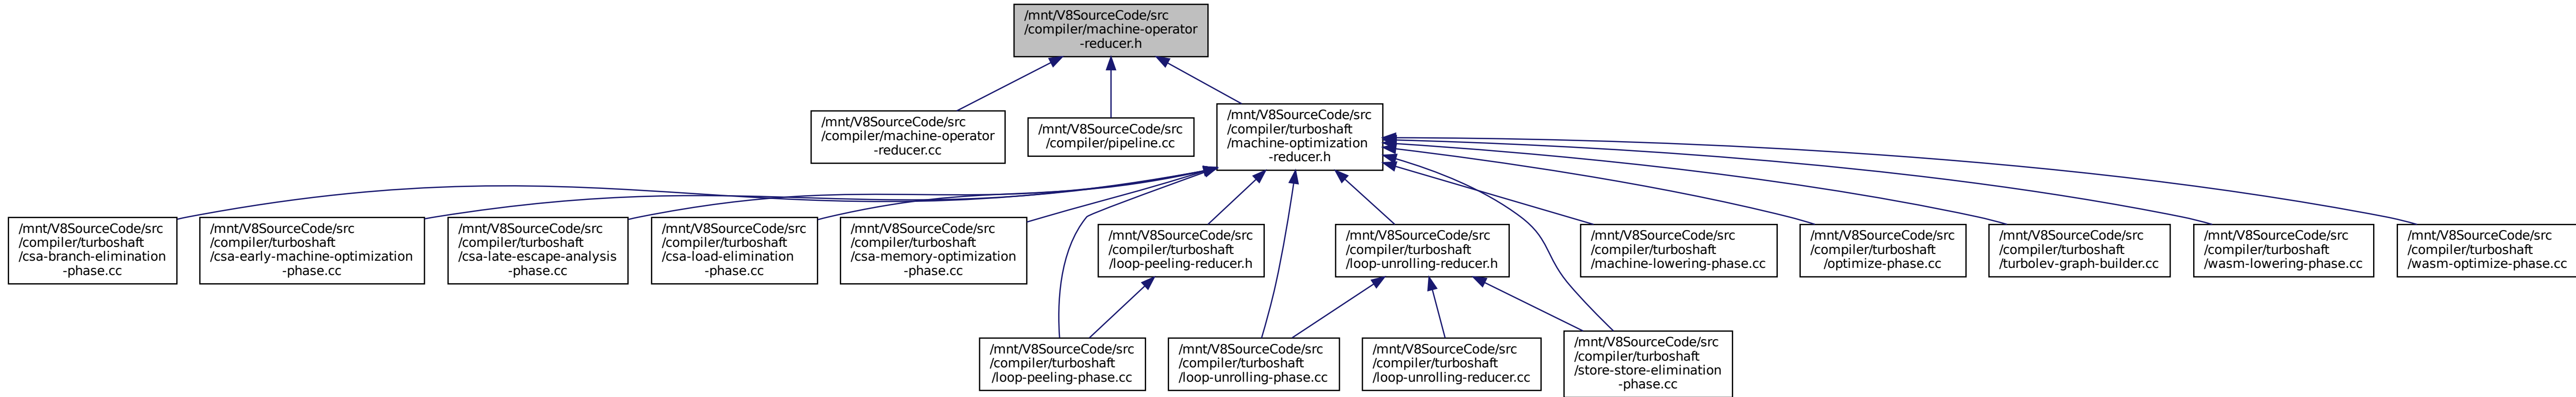 /mnt/V8SourceCode/src
/compiler/machine-operator
-reducer.h
/mnt/V8SourceCode/src
/compiler/machine-operator
-reducer.cc
/mnt/V8SourceCode/src
/compiler/pipeline.cc
/mnt/V8SourceCode/src
/compiler/turboshaft
/machine-optimization
-reducer.h
/mnt/V8SourceCode/src
/compiler/turboshaft
/csa-branch-elimination
-phase.cc
/mnt/V8SourceCode/src
/compiler/turboshaft
/csa-early-machine-optimization
-phase.cc
/mnt/V8SourceCode/src
/compiler/turboshaft
/csa-late-escape-analysis
-phase.cc
/mnt/V8SourceCode/src
/compiler/turboshaft
/csa-load-elimination
-phase.cc
/mnt/V8SourceCode/src
/compiler/turboshaft
/csa-memory-optimization
-phase.cc
/mnt/V8SourceCode/src
/compiler/turboshaft
/loop-peeling-reducer.h
/mnt/V8SourceCode/src
/compiler/turboshaft
/loop-unrolling-reducer.h
/mnt/V8SourceCode/src
/compiler/turboshaft
/machine-lowering-phase.cc
/mnt/V8SourceCode/src
/compiler/turboshaft
/optimize-phase.cc
/mnt/V8SourceCode/src
/compiler/turboshaft
/turbolev-graph-builder.cc
/mnt/V8SourceCode/src
/compiler/turboshaft
/wasm-lowering-phase.cc
/mnt/V8SourceCode/src
/compiler/turboshaft
/wasm-optimize-phase.cc
/mnt/V8SourceCode/src
/compiler/turboshaft
/loop-peeling-phase.cc
/mnt/V8SourceCode/src
/compiler/turboshaft
/loop-unrolling-phase.cc
/mnt/V8SourceCode/src
/compiler/turboshaft
/loop-unrolling-reducer.cc
/mnt/V8SourceCode/src
/compiler/turboshaft
/store-store-elimination
-phase.cc